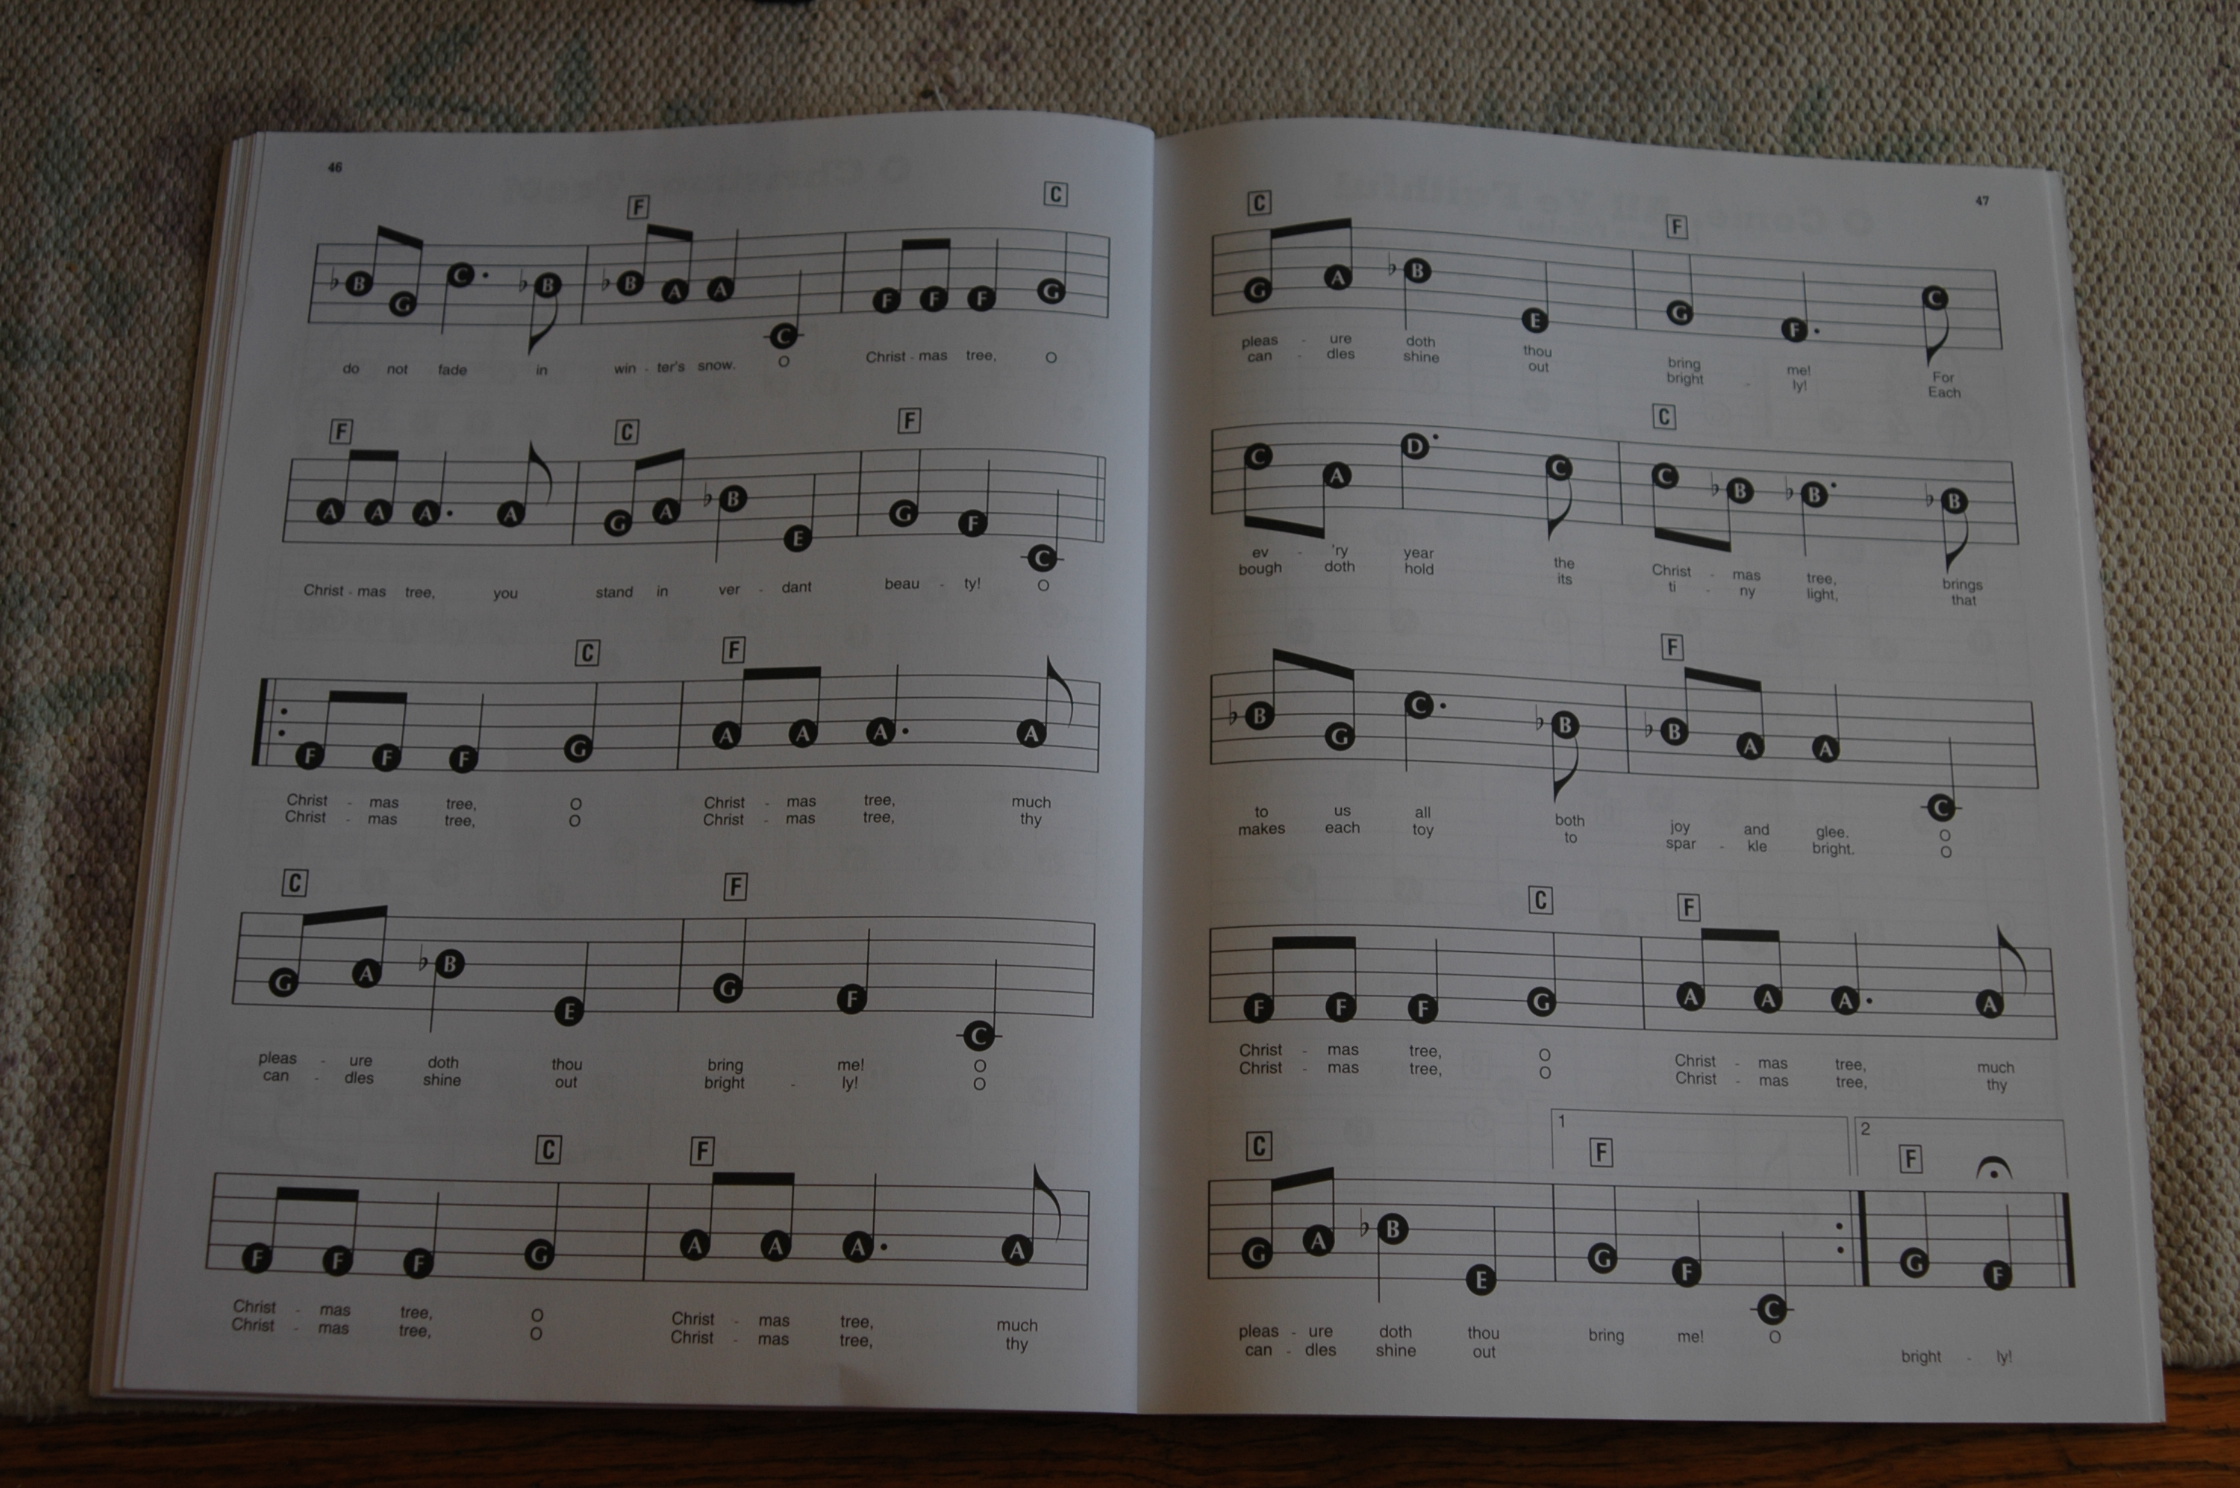 46
F C
B G C B B A A C F F F G
do not fade in win - ter's snow. O Christ - mas tree, O
F C F
A A A A G A B E G F C
Christ - mas tree, you stand in ver - dant beau - ty! O
C F
F F F G A A A A
Christ - mas tree, O Christ - mas tree, much
Christ - mas tree, O Christ - mas tree, thy
C F
G A B E G F C
pleas - ure doth thou bring me! O
can - dles shine out bright - ly! O
C F
F F F G A A A A
Christ - mas tree, O Christ - mas tree, much
Christ - mas tree, O Christ - mas tree, thy
47
C F
G A B E G F C
pleas - ure doth thou bring me! For
can - dles shine out bright - ly! Each
C
C A D C C B B B
ev - 'ry year the Christ - mas tree, brings
bough doth hold its ti - ny light, that
F
B G C B B A A C
to us all both joy and glee. O
makes each toy to spar - kle bright. O
C F
F F F G A A A A
Christ - mas tree, O Christ - mas tree, much
Christ - mas tree, O Christ - mas tree, thy
1 2
C F F
G A B E G F C G F
pleas - ure doth thou bring me! O
can - dles shine out bright - ly!